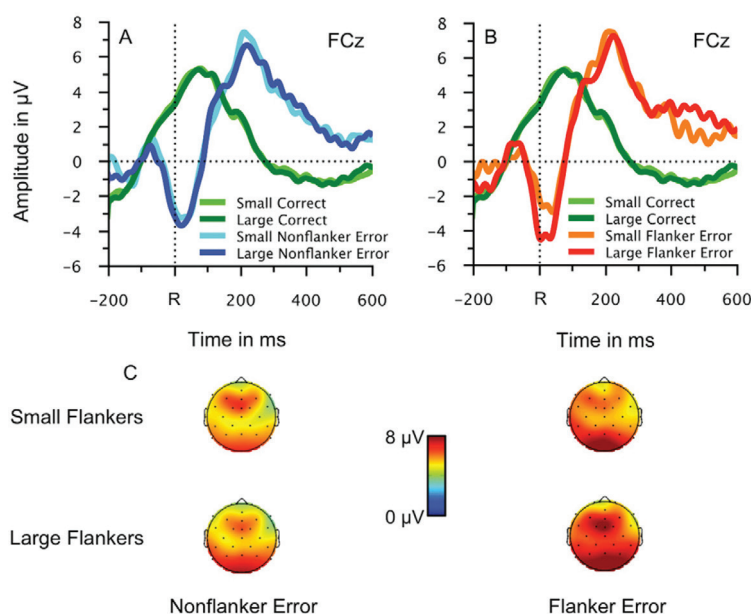 A
FCz
Amplitude in µV
8
6
4
2
0
−2
−4
−6
Small Correct
Large Correct
Small Nonflanker Error
Large Nonflanker Error
−200 R 200 400 600
Time in ms
B
FCz
8
6
4
2
0
−2
−4
−6
Small Correct
Large Correct
Small Flanker Error
Large Flanker Error
−200 R 200 400 600
Time in ms
C
Small Flankers
8 µV
0 µV
Large Flankers
Nonflanker Error
Flanker Error